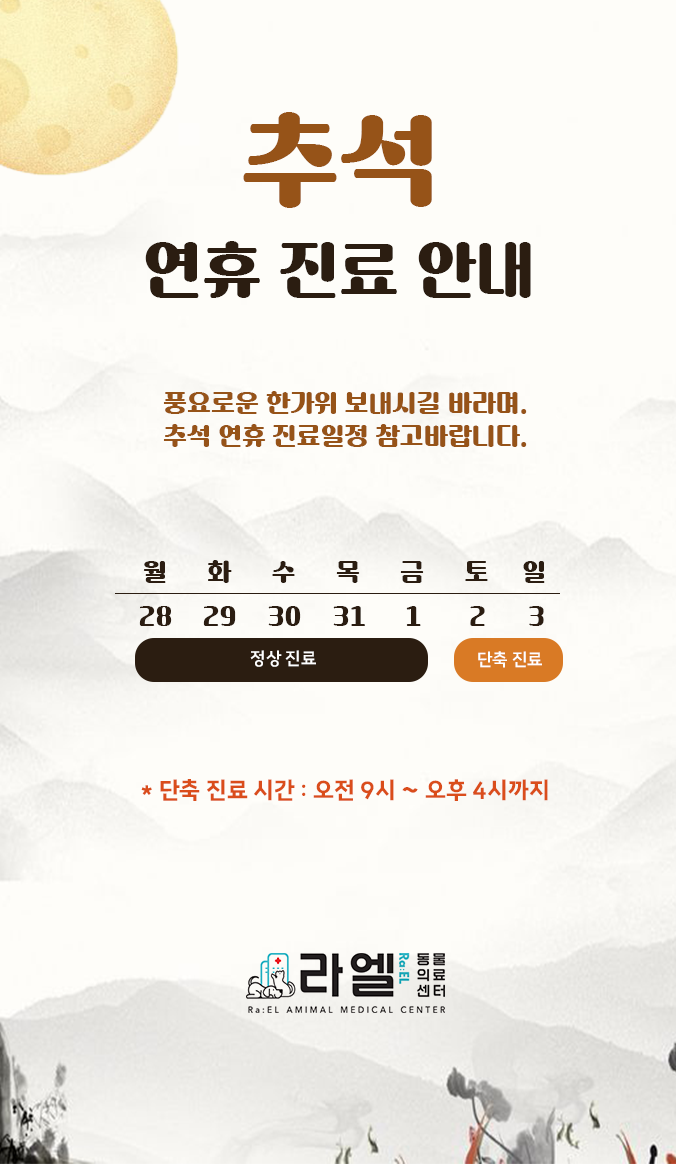 추석
연휴 진료 안내
풍요로운 한가위 보내시길 바라며.
추석 연휴 진료일정 참고바랍니다.
월 화 수 목 금 토 일
28 29 30 31 1 2 3
정상 진료 단축 진료
* 단축 진료 시간 : 오전 9시 ~ 오후 4시까지
라엘 Ra:EL 동물
의료
센터
Ra:EL AMIMAL MEDICAL CENTER